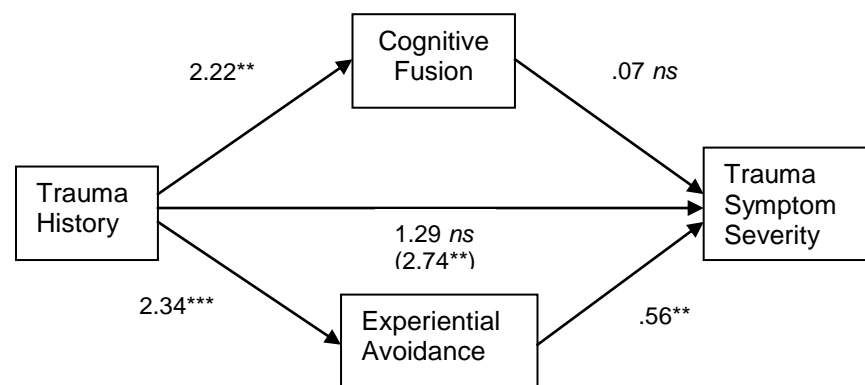 Cognitive
Fusion
2.22**
.07 ns
Trauma
History
Trauma
Symptom
Severity
1.29 ns
(2.74**)
2.34***
.56**
Experiential
Avoidance